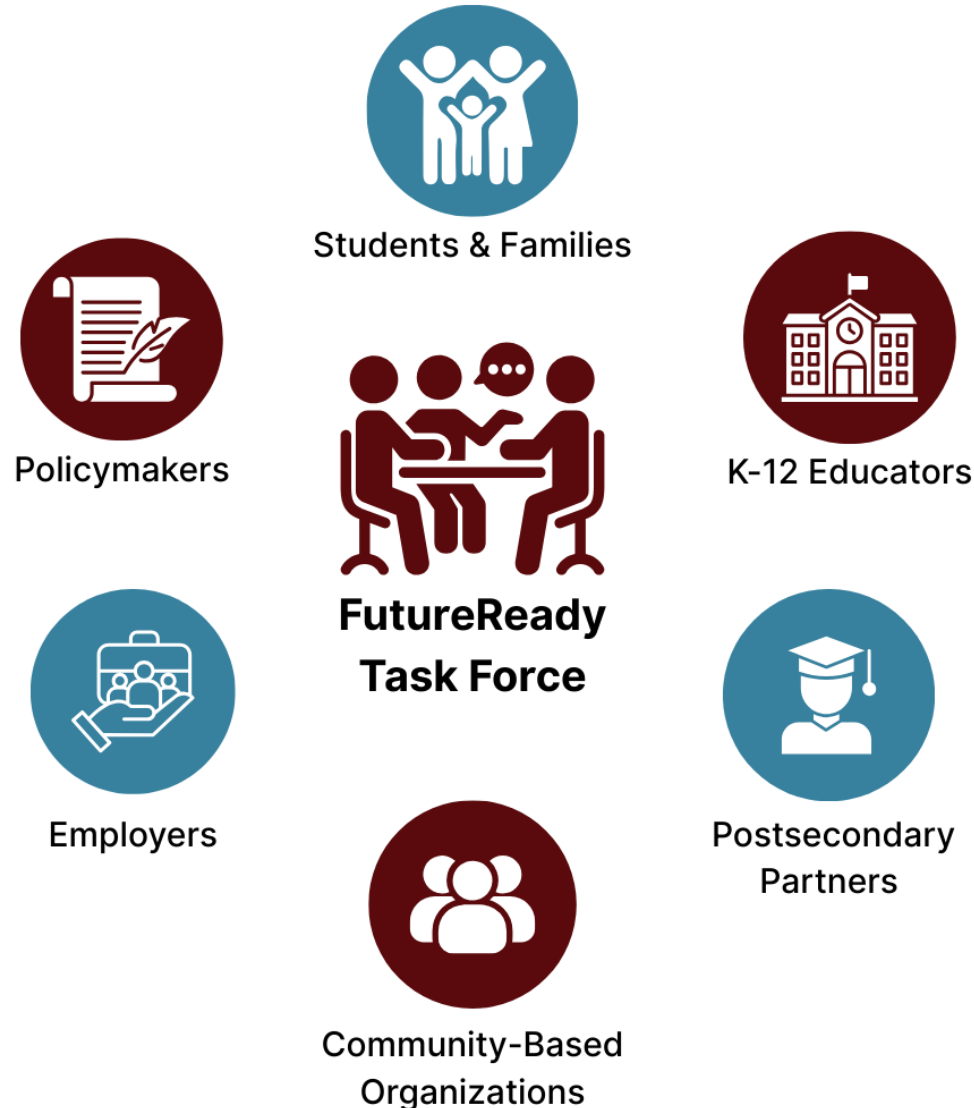 Students & Families
Policymakers
K-12 Educators
FutureReady
Task Force
Employers
Postsecondary
Partners
Community-Based
Organizations